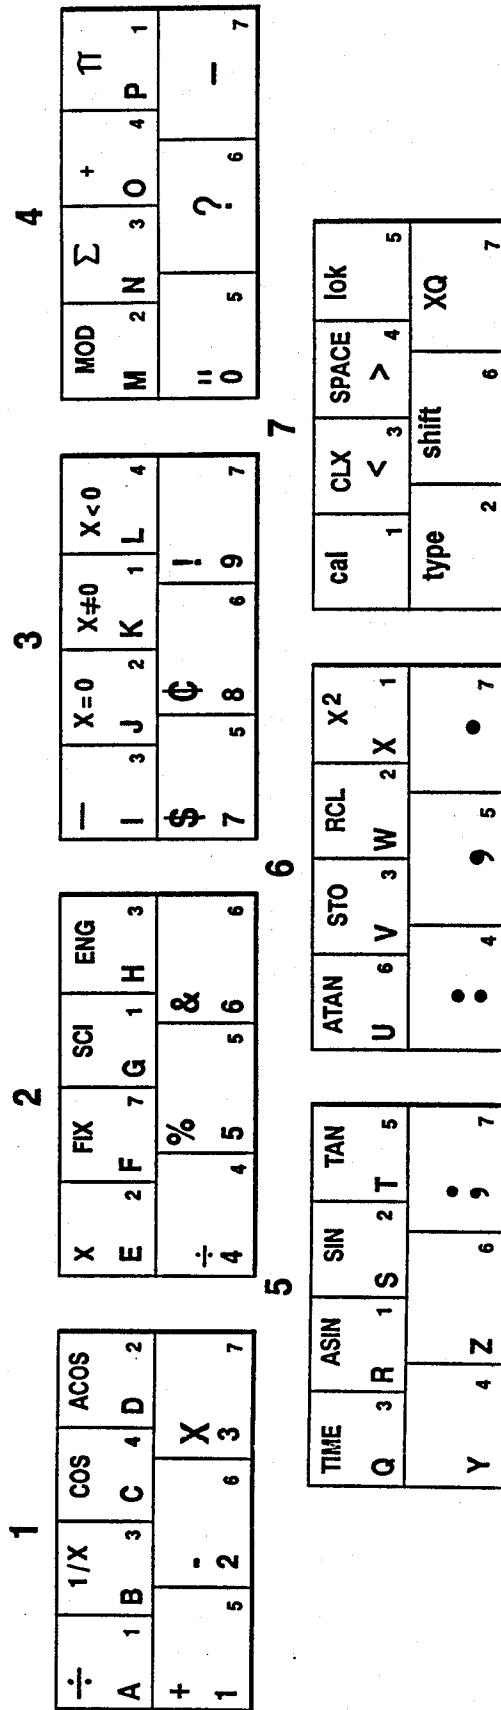 1
÷ 1/X COS ACOS
A 1 B 3 C 4 D 2
+ - X
1 5 2 6 3 7
2
X FIX SCI ENG
E 2 F 7 G 1 H 3
÷ % &
4 4 5 5 6 6
3
— X=0 X≠0 X<0
I 3 J 2 K 1 L 4
$ ¢ !
7 5 8 6 9 7
4
MOD Σ + π
M 2 N 3 O 4 P 1
" ? —
0 5 6 7
5
TIME ASIN SIN TAN
Q 3 R 1 S 2 T 5
Y 4 Z 6 ; 7
6
ATAN STO RCL X²
U 6 V 3 W 2 X 1
: 4 , 5 . 7
7
cal CLX SPACE lok
1 < 3 > 4 5
type shift XQ
2 6 7